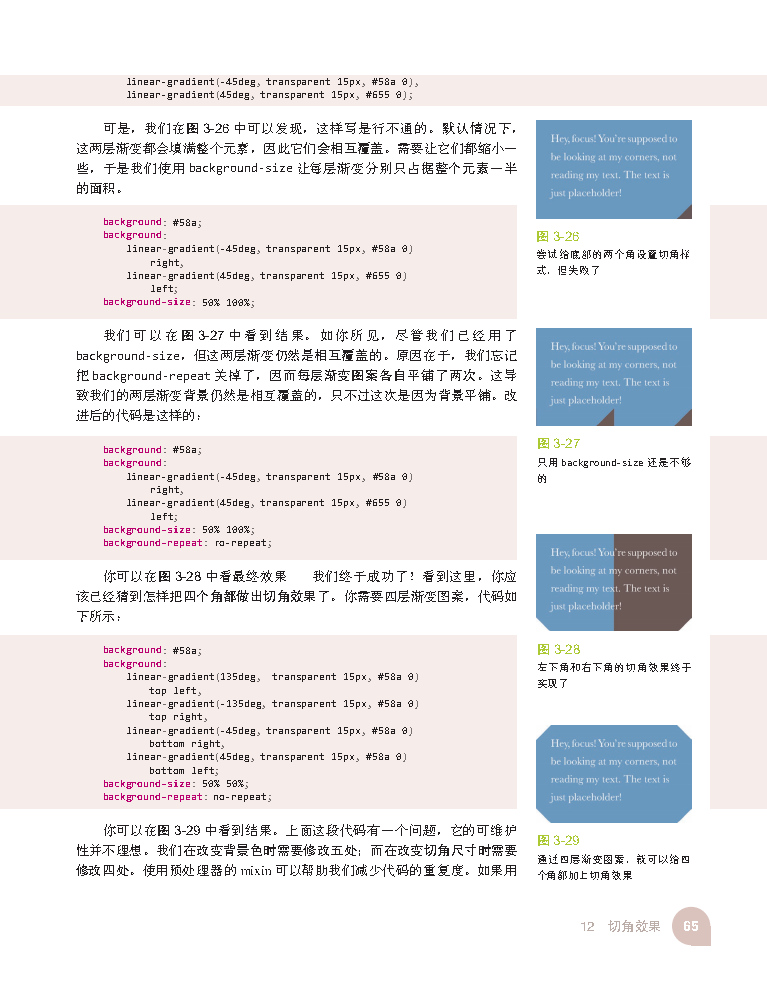 linear-gradient(-45deg, transparent 15px, #58a 0),
linear-gradient(45deg, transparent 15px, #655 0);
可是，我们在图 3-26 中可以发现，这样写是行不通的。默认情况下，
这两层渐变都会填满整个元素，因此它们会相互覆盖。需要让它们都缩小一
些，于是我们使用 background-size 让每层渐变分别只占据整个元素一半
的面积。
background: #58a;
background:
linear-gradient(-45deg, transparent 15px, #58a 0)
right,
linear-gradient(45deg, transparent 15px, #655 0)
left;
background-size: 50% 100%;
我们可以在图 3-27 中看到结果。如你所见，尽管我们已经用了
background-size，但这两层渐变仍然是相互覆盖的。原因在于，我们忘记
把 background-repeat 关掉了，因而每层渐变图案各自平铺了两次。这导
致我们的两层渐变背景仍然是相互覆盖的，只不过这次是因为背景平铺。改
进后的代码是这样的：
background: #58a;
background:
linear-gradient(-45deg, transparent 15px, #58a 0)
right,
linear-gradient(45deg, transparent 15px, #655 0)
left;
background-size: 50% 100%;
background-repeat: no-repeat;
你可以在图 3-28 中看最终效果　　我们终于成功了！看到这里，你应
该已经猜到怎样把四个角都做出切角效果了。你需要四层渐变图案，代码如
下所示：
background: #58a;
background:
linear-gradient(135deg,  transparent 15px, #58a 0)
top left,
linear-gradient(-135deg, transparent 15px, #58a 0)
top right,
linear-gradient(-45deg, transparent 15px, #58a 0)
bottom right,
linear-gradient(45deg, transparent 15px, #58a 0)
bottom left;
background-size: 50% 50%;
background-repeat: no-repeat;
你可以在图 3-29 中看到结果。上面这段代码有一个问题，它的可维护
性并不理想。我们在改变背景色时需要修改五处；而在改变切角尺寸时需要
修改四处。使用预处理器的 mixin 可以帮助我们减少代码的重复度。如果用
Hey, focus! You're supposed to
be looking at my corners, not
reading my text. The text is
just placeholder!
图 3-26
尝试给底部的两个角设置切角样
式，但失败了
Hey, focus! You're supposed to
be looking at my corners, not
reading my text. The text is
just placeholder!
图 3-27
只用 background-size 还是不够
的
Hey, focus! You're supposed to
be looking at my corners, not
reading my text. The text is
just placeholder!
图 3-28
左下角和右下角的切角效果终于
实现了
Hey, focus! You're supposed to
be looking at my corners, not
reading my text. The text is
just placeholder!
图 3-29
通过四层渐变图案，就可以给四
个角都加上切角效果
12　切角效果　65